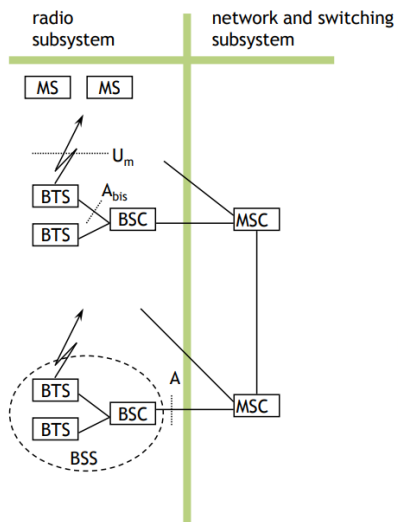 radio
subsystem
network and switching
subsystem
MS
MS
Um
BTS
Abis
BTS
BSC
MSC
A
BTS
BSC
MSC
BTS
BSS